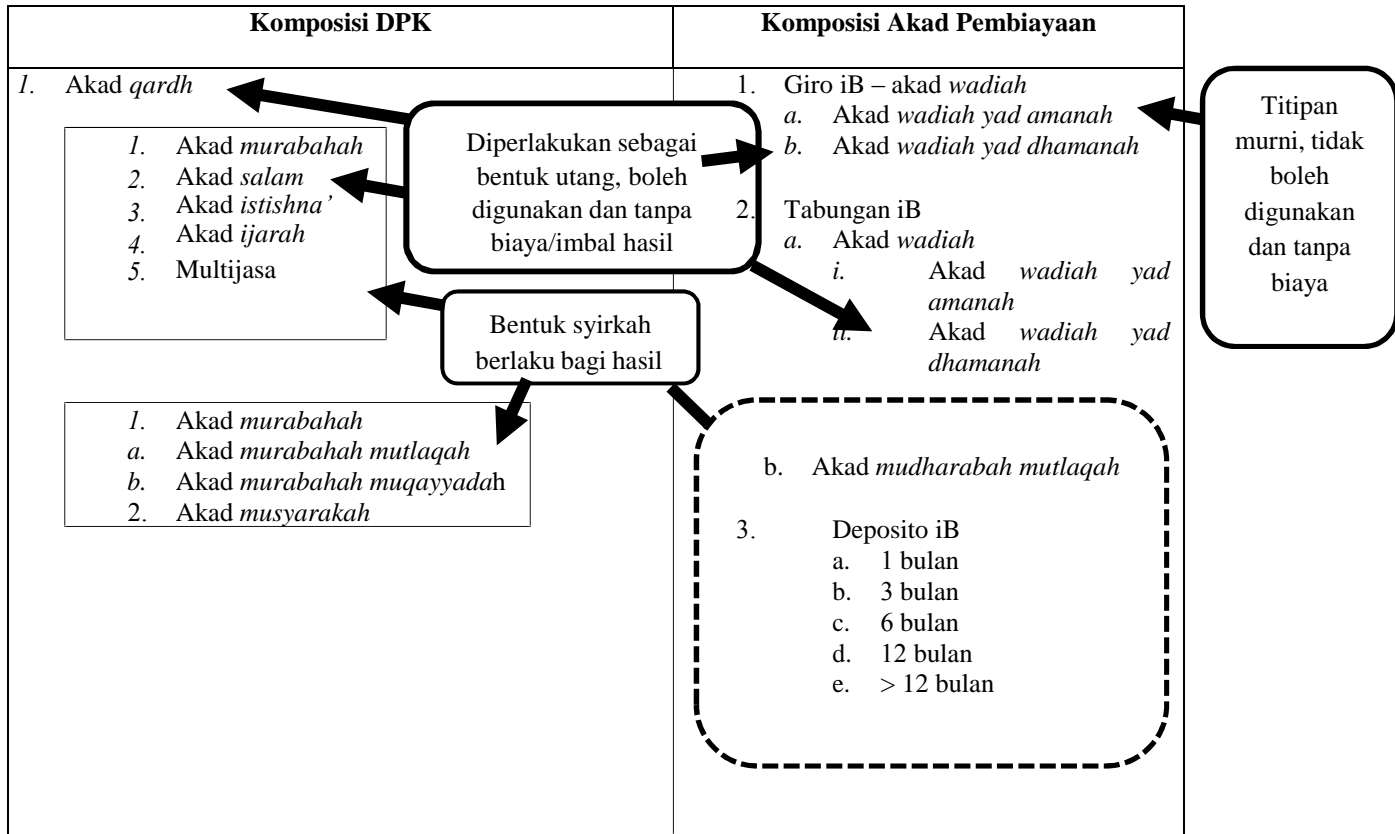 Komposisi DPK
Komposisi Akad Pembiayaan
1. Akad qardh
1. Akad murabahah
2. Akad salam
3. Akad istishna’
4. Akad ijarah
5. Multijasa
1. Akad murabahah
a. Akad murabahah mutlaqah
b. Akad murabahah muqayyadah
2. Akad musyarakah
Diperlakukan sebagai
bentuk utang, boleh
digunakan dan tanpa
biaya/imbal hasil
Bentuk syirkah
berlaku bagi hasil
1. Giro iB – akad wadiah
a. Akad wadiah yad amanah
b. Akad wadiah yad dhamanah
2. Tabungan iB
a. Akad wadiah
i. Akad wadiah yad
amanah
ii. Akad wadiah yad
dhamanah
b. Akad mudharabah mutlaqah
3. Deposito iB
a. 1 bulan
b. 3 bulan
c. 6 bulan
d. 12 bulan
e. > 12 bulan
Titipan
murni, tidak
boleh
digunakan
dan tanpa
biaya